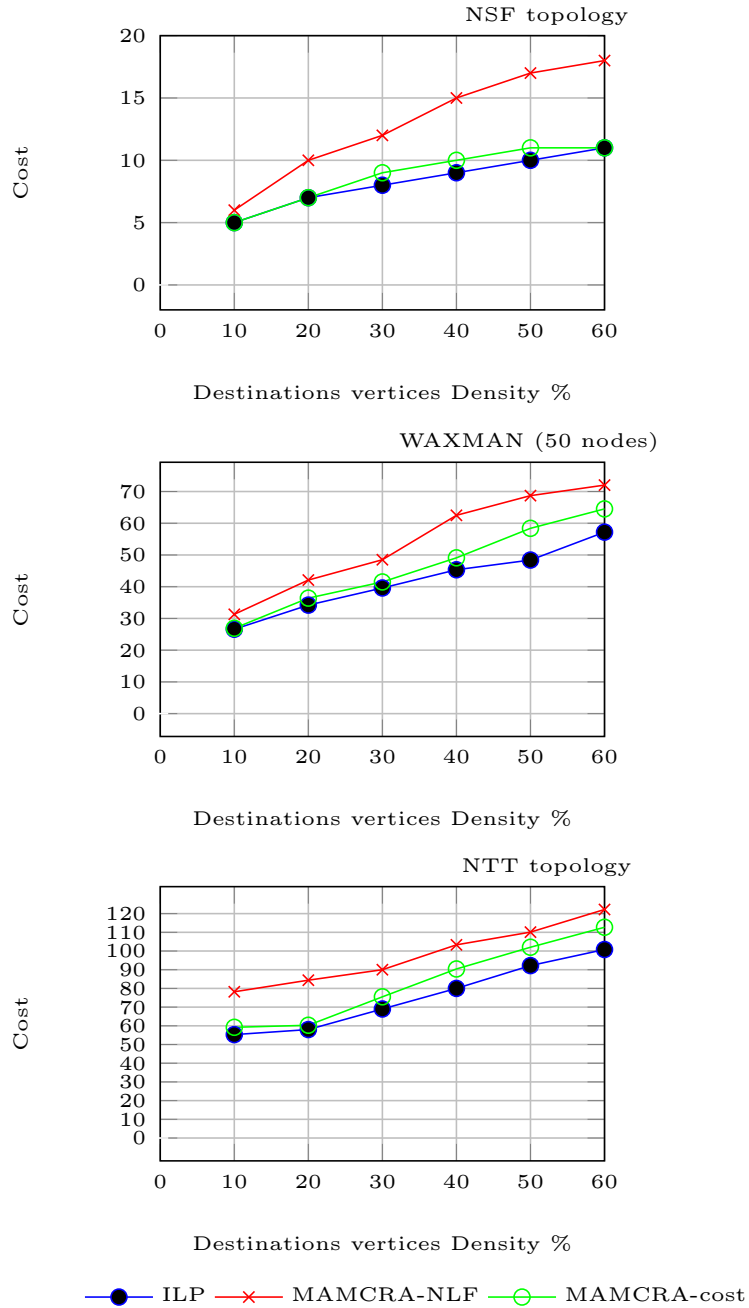 NSF topology
20
15
10
5
0
Cost
0 10 20 30 40 50 60
Destinations vertices Density %
WAXMAN (50 nodes)
70
60
50
40
30
20
10
0
Cost
0 10 20 30 40 50 60
Destinations vertices Density %
NTT topology
120
110
100
90
80
70
60
50
40
30
20
10
0
Cost
0 10 20 30 40 50 60
Destinations vertices Density %
ILP MAMCRA-NLF MAMCRA-cost